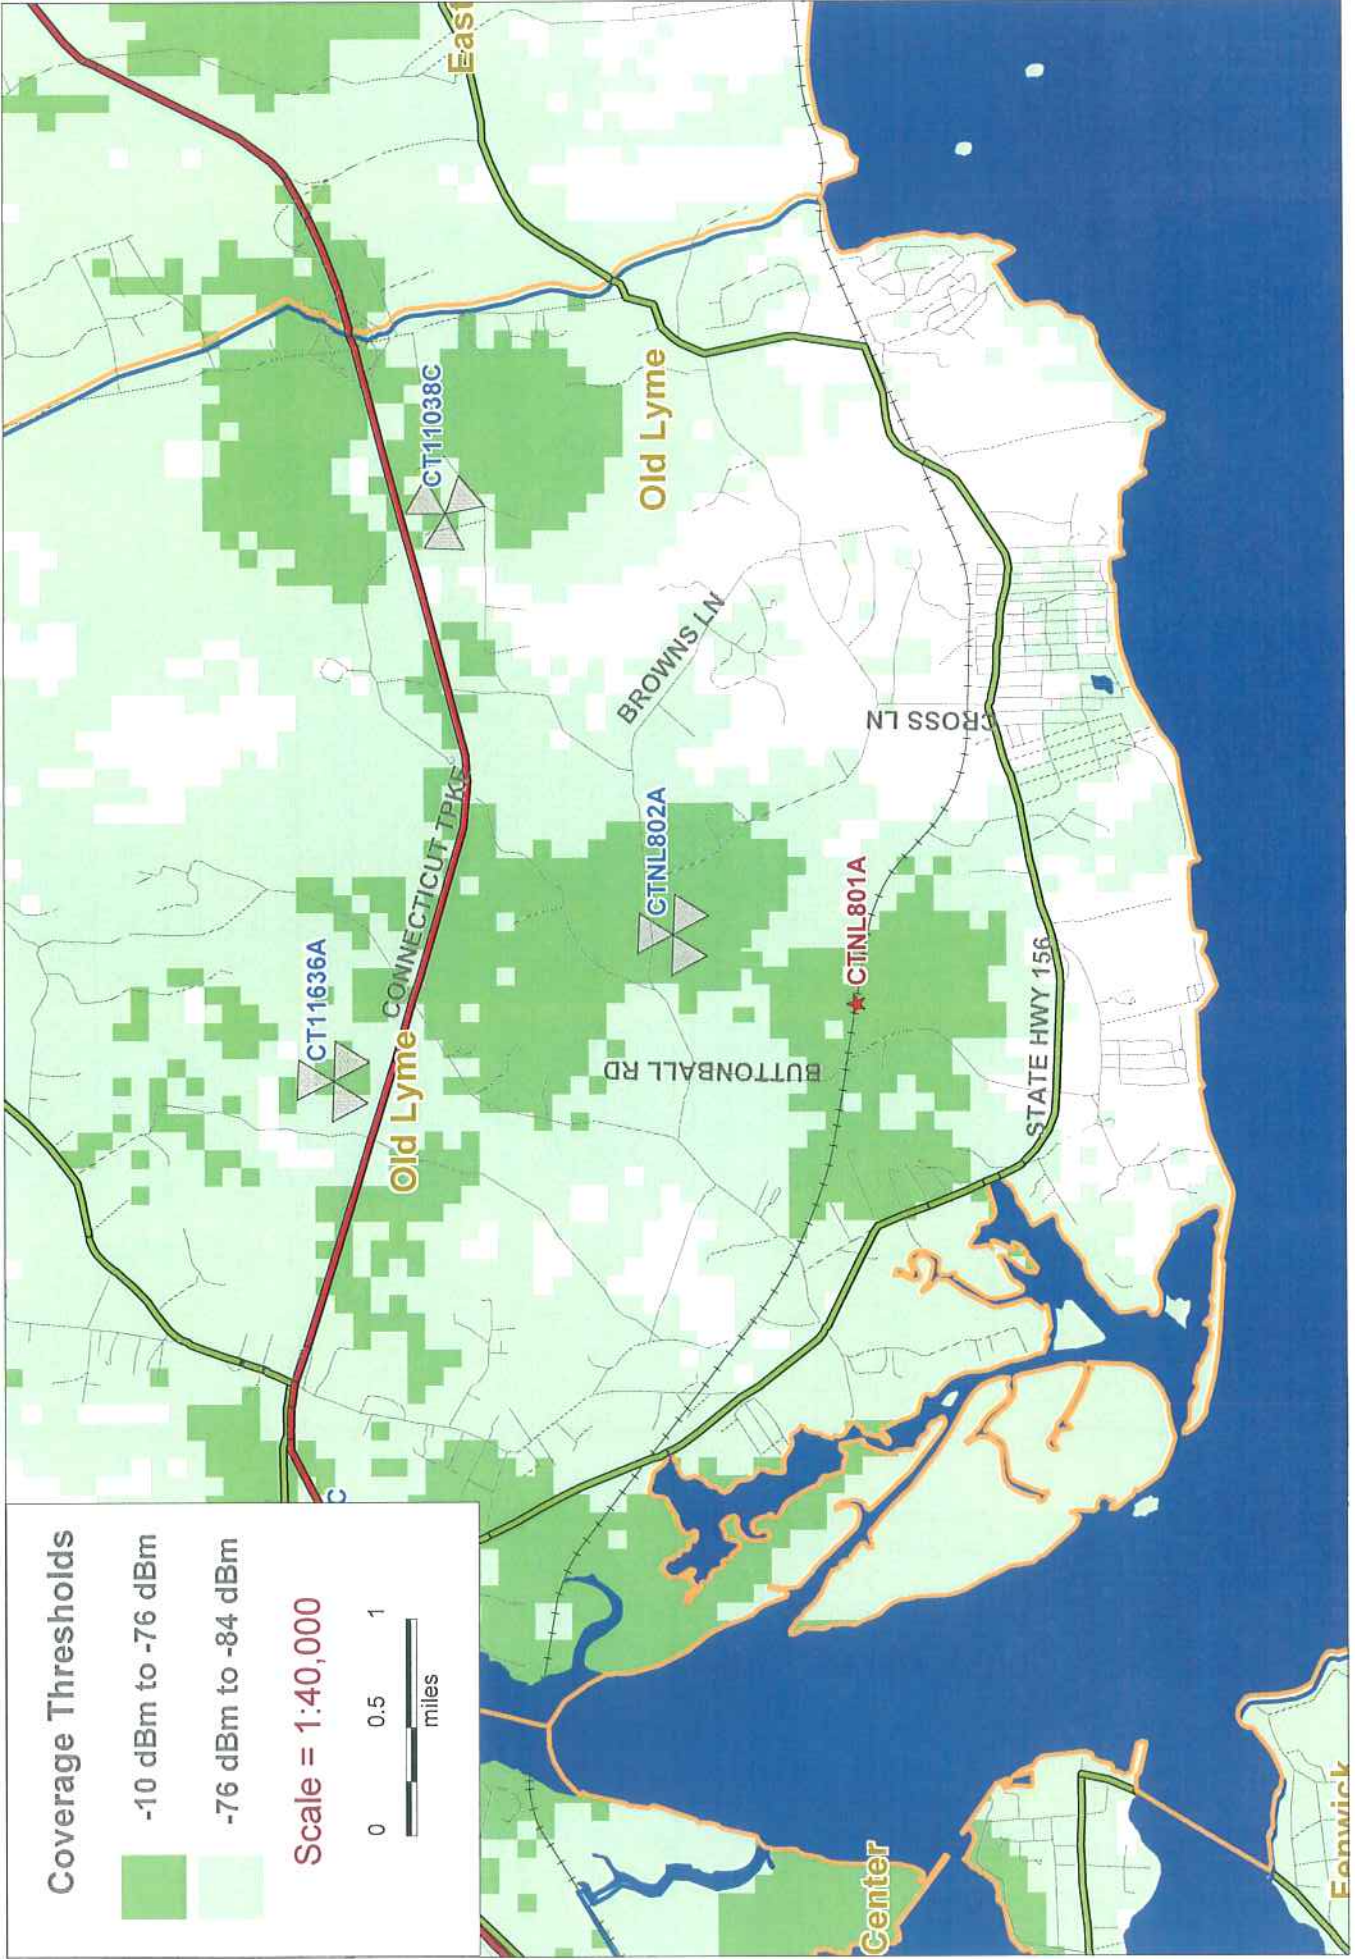 Coverage Thresholds
-10 dBm to -76 dBm
-76 dBm to -84 dBm
Scale = 1:40,000
0 0.5 1
miles
C
CT11636A
CONNECTICUT TPKE
Old Lyme
CT11038C
East
Old Lyme
BROWNS LN
CTNL802A
BUTTONBALL RD
CTNL801A
CROSS LN
STATE HWY 156
Center
Fenwick